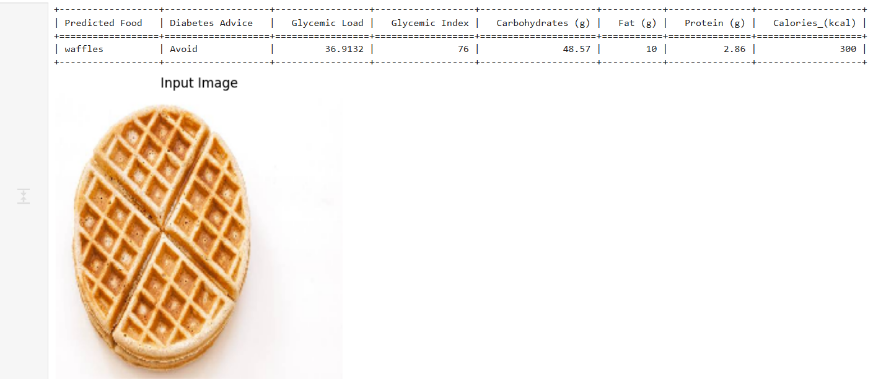 Predicted Food | Diabetes Advice | Glycemic Load | Glycemic Index | Carbohydrates (g) | Fat (g) | Protein (g) | Calories_(kcal)
waffles | Avoid | 36.9132 | 76 | 48.57 | 10 | 2.86 | 300
Input Image